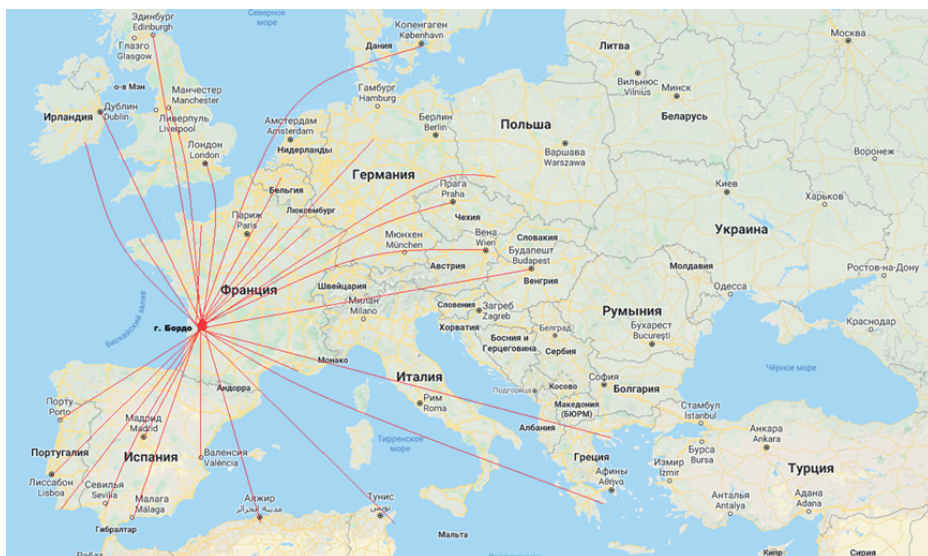 Северное
море
Эдинбург
Edinburgh
Глазго
Glasgow
Копенгаген
København
Дания
Москва
Литва
Вильнюс
Vilnius
Минск
Беларусь
о-в Мэн
Манчестер
Manchester
Гамбург
Hamburg
Дублин
Dublin
Ирландия
Ливерпуль
Liverpool
Амстердам
Amsterdam
Нидерланды
Берлин
Berlin
Польша
Варшава
Warszawa
Воронеж
Лондон
London
Бельгия
Германия
Люксембург
Прага
Praha
Чехия
Киев
Харьков
Париж
Paris
Украина
Мюнхен
München
Вена
Wien
Словакия
Будапешт
Budapest
Австрия
Венгрия
Молдавия
Ростов-на-Дону
Одесса
Франция
Швейцария
Бискайский залив
г. Бордо
Милан
Milano
Словения
Загреб
Zagreb
Хорватия
Румыния
Бухарест
București
Краснодар
Белград
Босния и
Герцеговина
Сербия
Монако
Андорра
Италия
Подгорица
Косово
София
Болгария
Чёрное море
Рим
Roma
Македония
(БЮРМ)
Албания
Стамбул
Istanbul
Порту
Porto
Мадрид
Madrid
Португалия
Испания
Валенсия
València
Тирренское
море
Греция
Анкара
Ankara
Бурса
Bursa
Турция
Лиссабон
Lisboa
Севилья
Sevilla
Малага
Málaga
Афины
Αθήνα
Измир
İzmir
Анталья
Antalya
Адана
Adana
Гибралтар
Алжир
مدينة الجزائر
Тунис
تونس
Мальта
Рабат
Кипр
Сирия